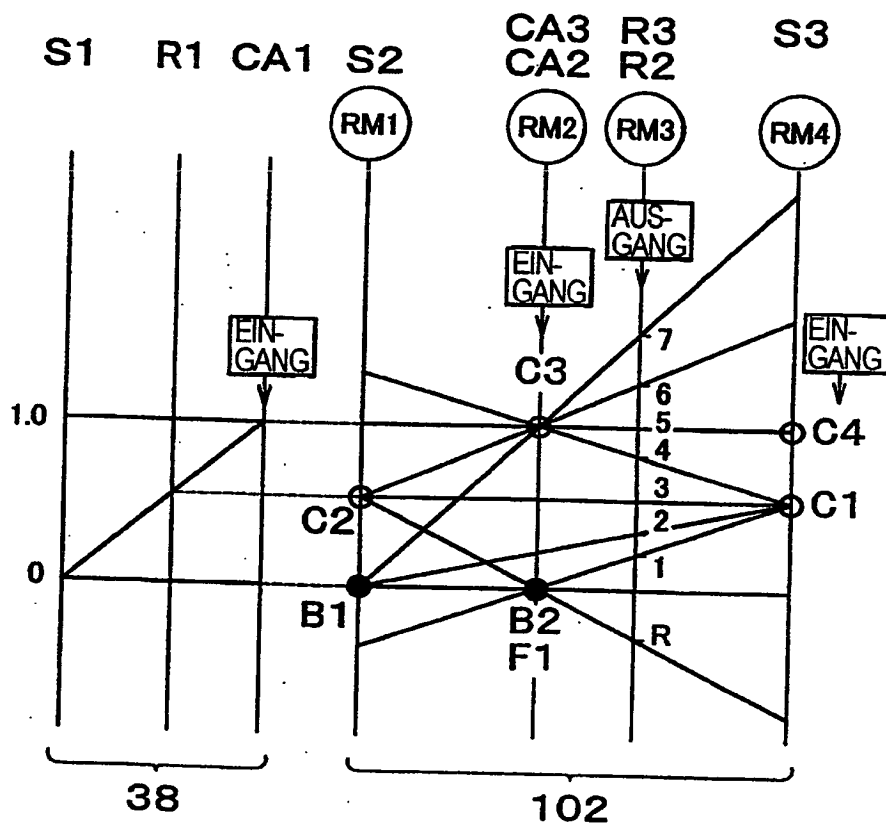 CA3 R3 S3
S1 R1 CA1 S2 CA2 R2
RM1 RM2 RM3 RM4
AUS-
GANG
EIN-
GANG
EIN-
GANG
EIN-
GANG
7
C3
6
1.0
5
C4
4
3
C2
C1
2
0
1
B1
B2
F1
R
38
102